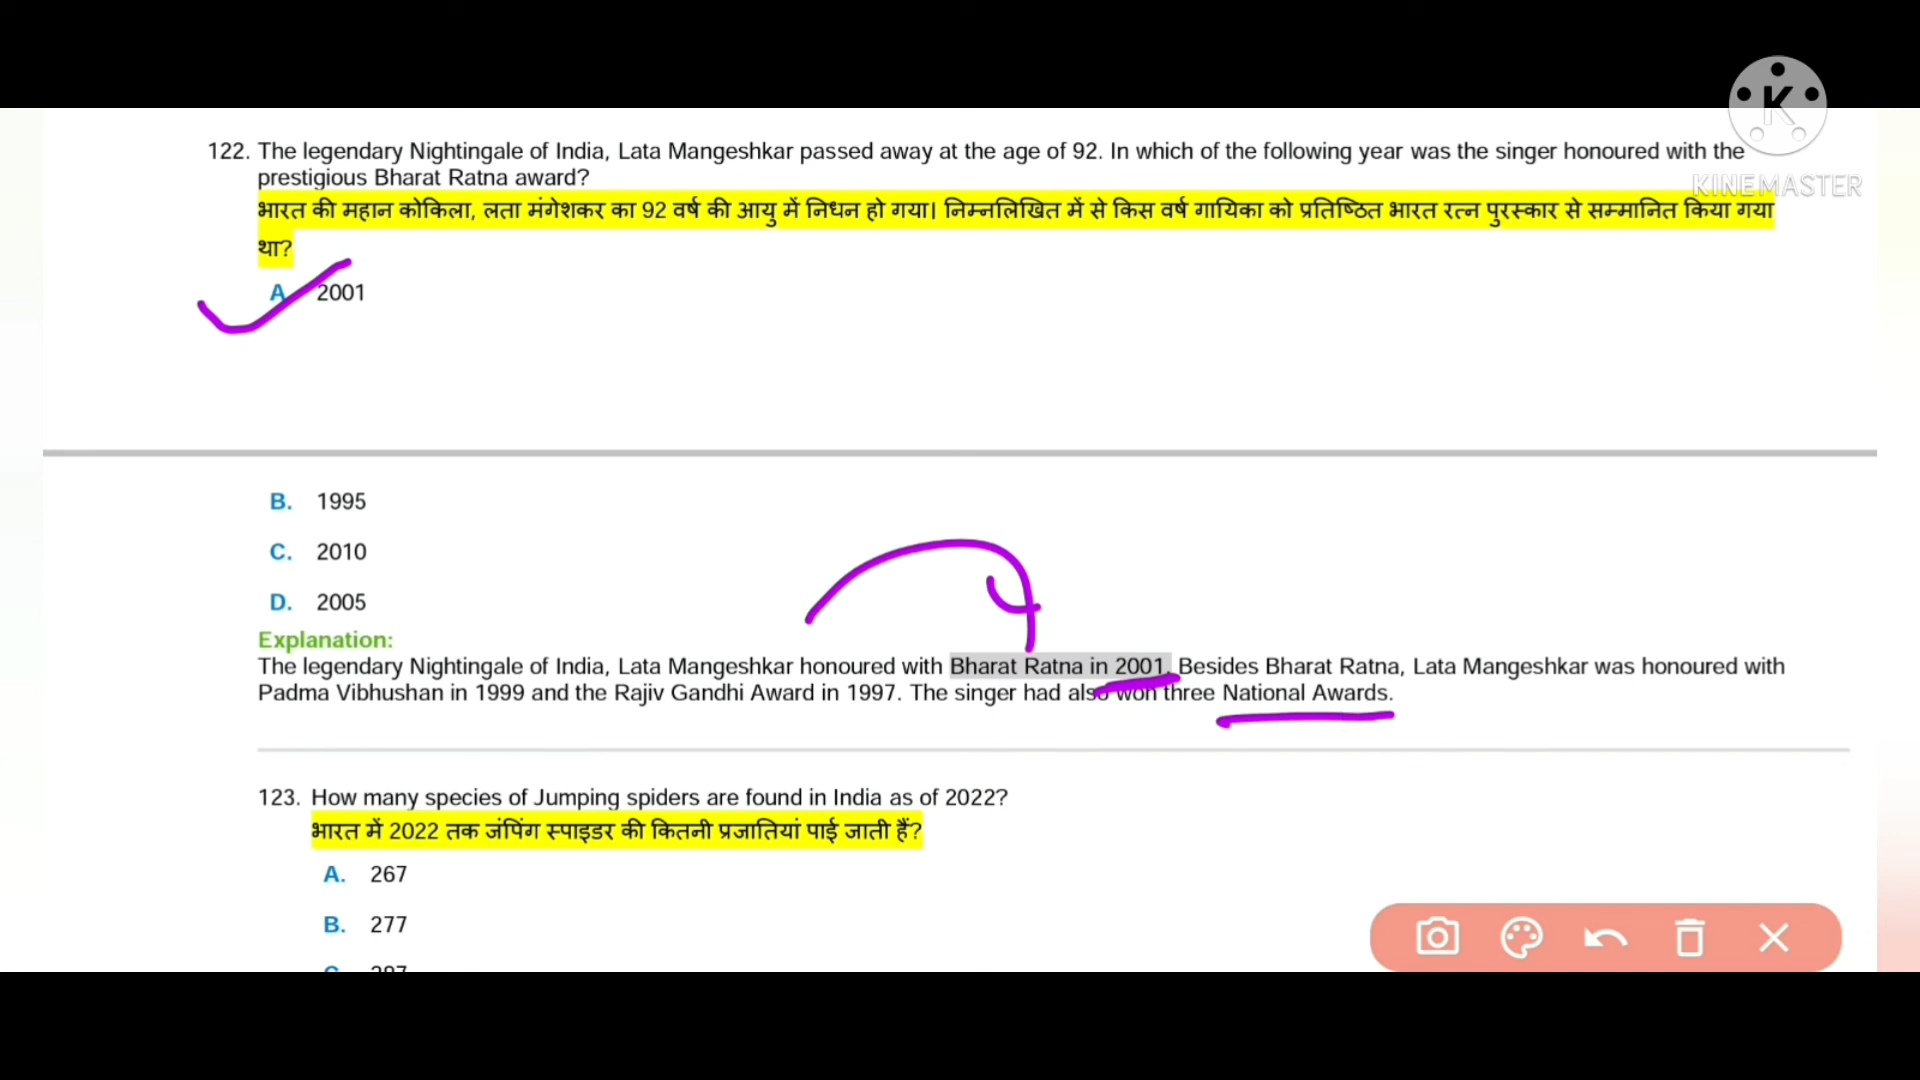 K
KINEMASTER
122. The legendary Nightingale of India, Lata Mangeshkar passed away at the age of 92. In which of the following year was the singer honoured with the
prestigious Bharat Ratna award?
भारत की महान कोकिला, लता मंगेशकर का 92 वर्ष की आयु में निधन हो गया। निम्नलिखित में से किस वर्ष गायिका को प्रतिष्ठित भारत रत्न पुरस्कार से सम्मानित किया गया
था?
A. 2001
B. 1995
C. 2010
D. 2005
Explanation:
The legendary Nightingale of India, Lata Mangeshkar honoured with Bharat Ratna in 2001. Besides Bharat Ratna, Lata Mangeshkar was honoured with
Padma Vibhushan in 1999 and the Rajiv Gandhi Award in 1997. The singer had also won three National Awards.
123. How many species of Jumping spiders are found in India as of 2022?
भारत में 2022 तक जंपिंग स्पाइडर की कितनी प्रजातियां पाई जाती हैं?
A. 267
B. 277